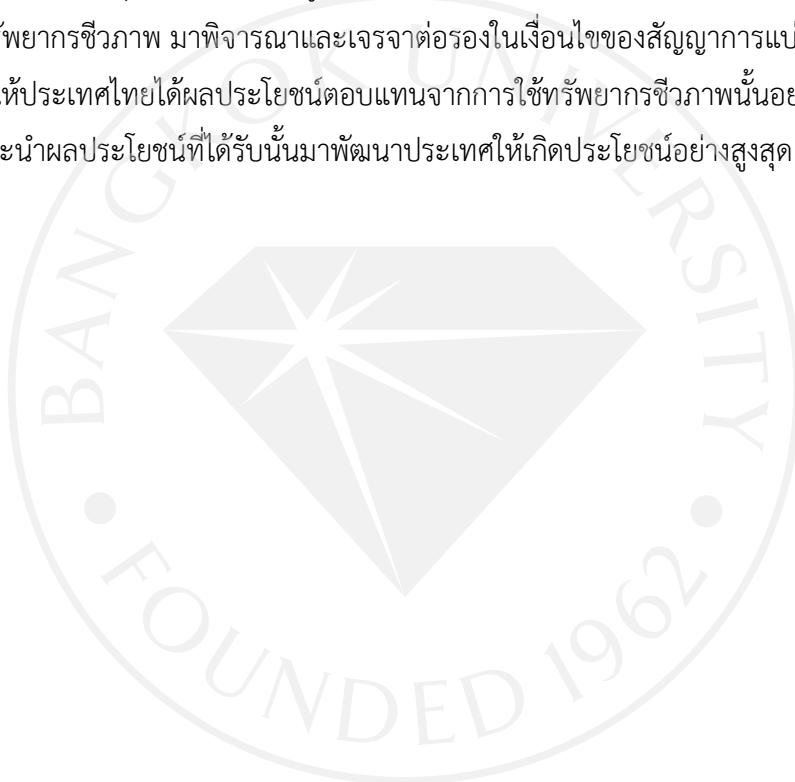 รัพยากรชีวภาพ มาพิจารณาและเจรจาต่อรองในเงื่อนไขของสัญญาการแบ่
ห้ประเทศไทยได้ผลประโยชน์ตอบแทนจากการใช้ทรัพยากรชีวภาพนั้นอย
ะนำผลประโยชน์ที่ได้รับนั้นมาพัฒนาประเทศให้เกิดประโยชน์อย่างสูงสุด
BANGKOK UNIVERSITY
FOUNDED 1962